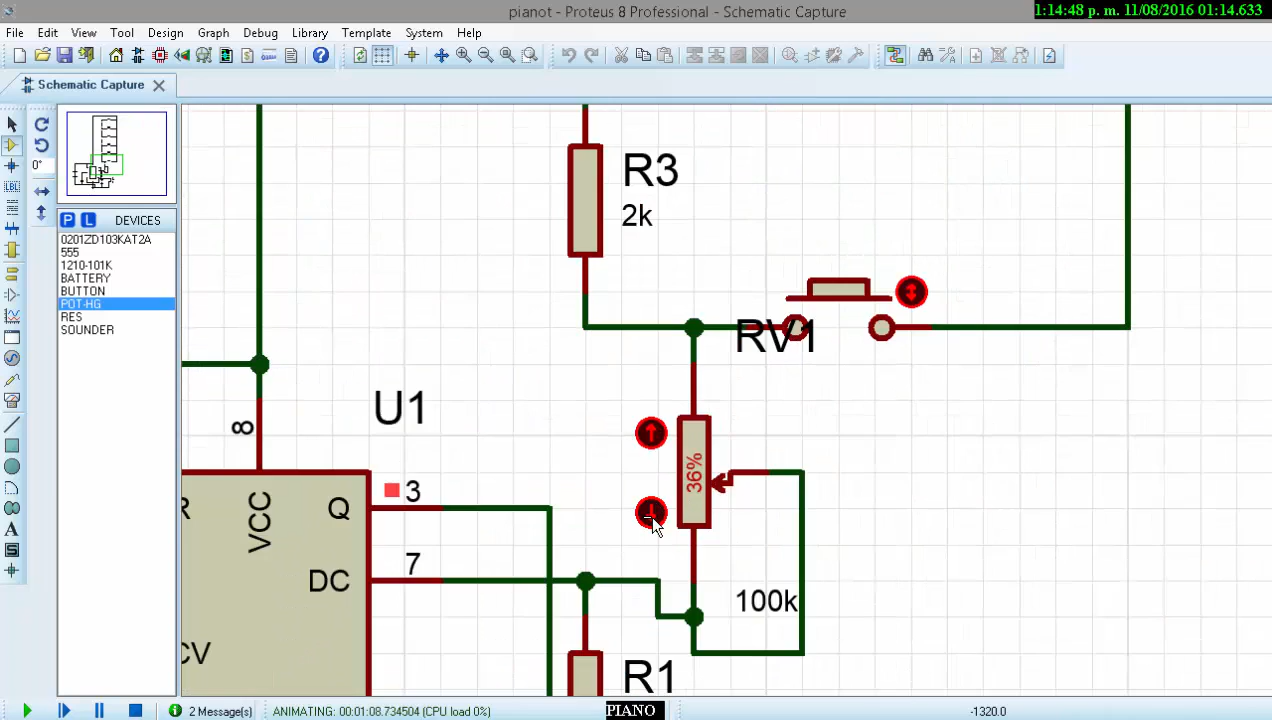 pianot - Proteus 8 Professional - Schematic Capture
1:14:48 p. m. 11/08/2016 01:14.633
File Edit View Tool Design Graph Debug Library Template System Help
Schematic Capture
0°
LBL
P L DEVICES
0201ZD103KAT2A
555
1210-101K
BATTERY
BUTTON
POT-HG
RES
SOUNDER
R3
2k
RV1
U1
8
36%
3
R VCC Q
7
DC
100k
CV
R1
2 Message(s)
ANIMATING: 00:01:08.734504 (CPU load 0%)
PIANO
-1320.0